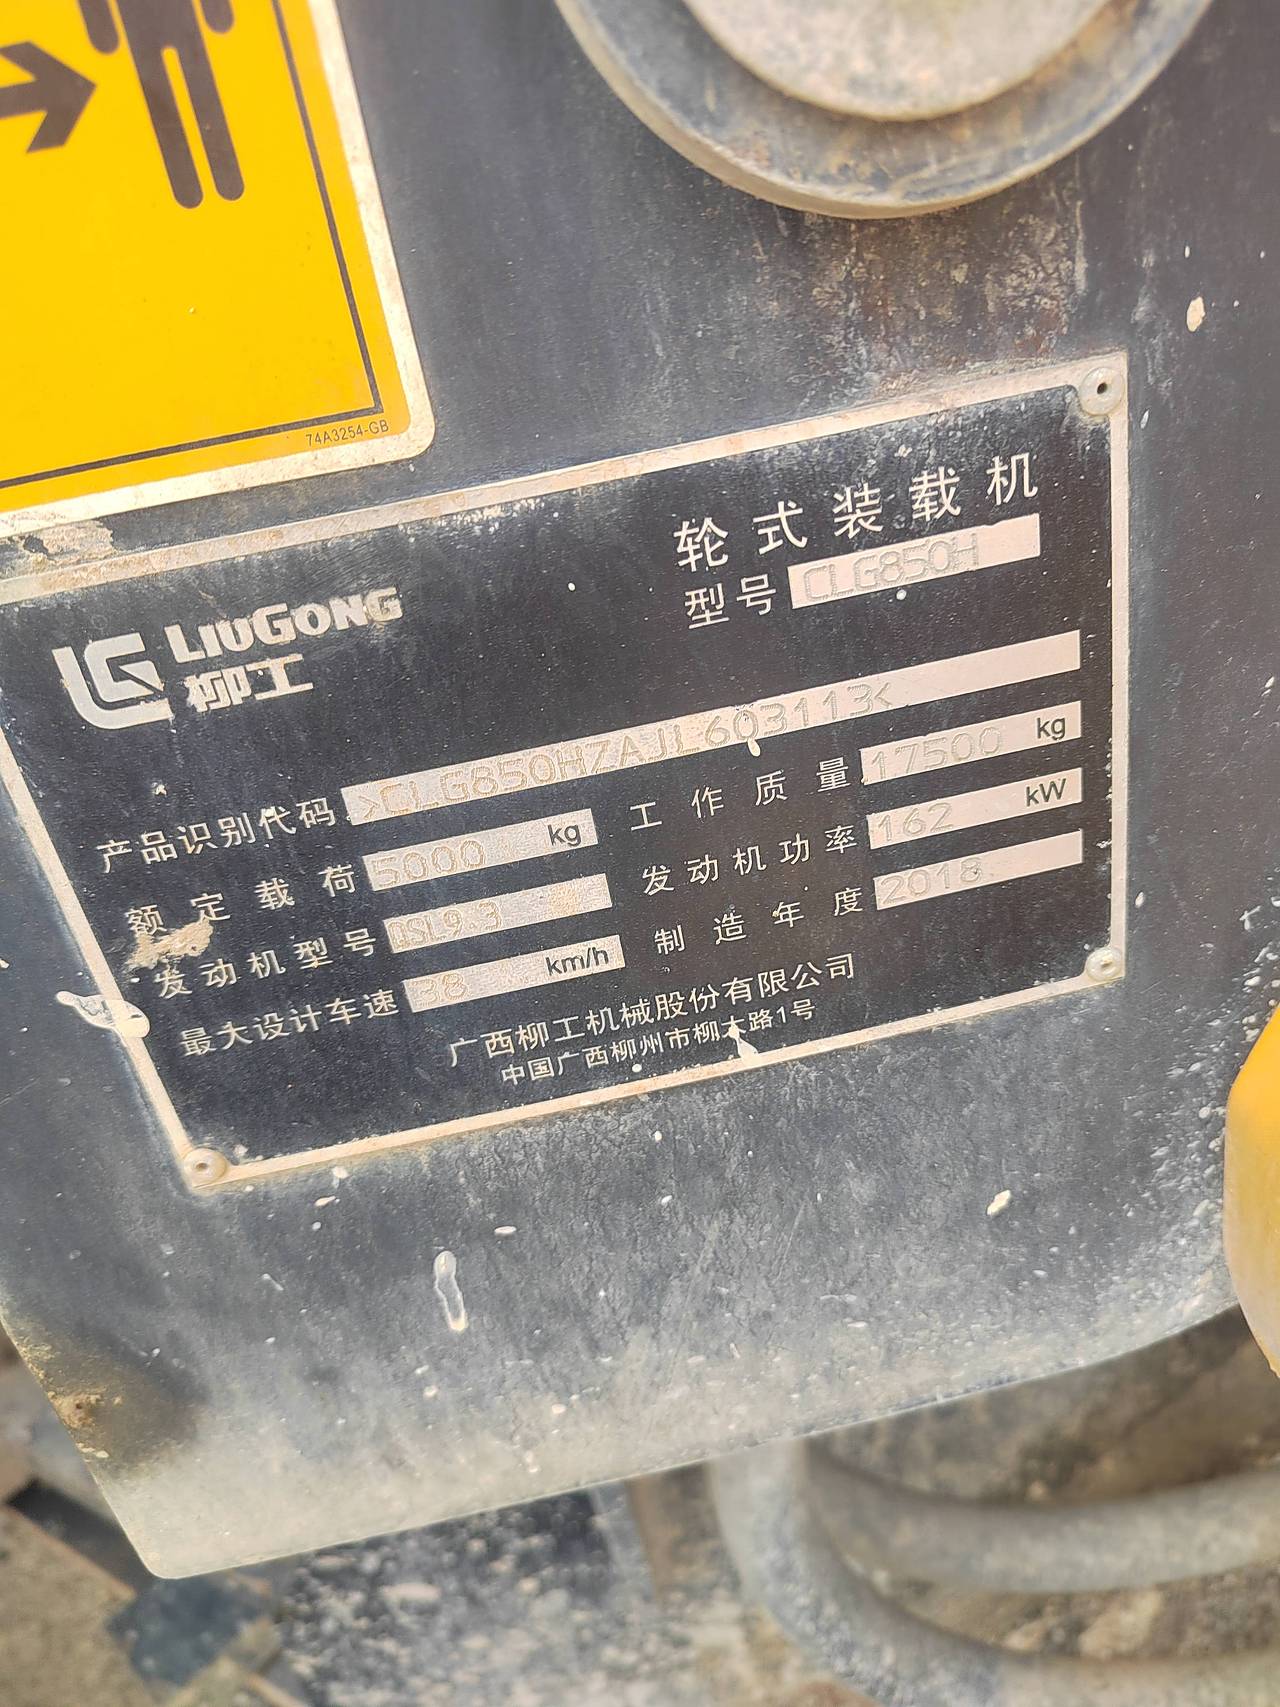 74A3254-GB
轮式装载机
型号 CLG850H
LIUGONG
柳工
产品识别代码 >CLG850HZAJL603113<
额定载荷 5000 kg 工作质量 17500 kg
发动机型号 QSL9.3 发动机功率 162 kW
最大设计车速 38 km/h 制造年度 2018
广西柳工机械股份有限公司
中国广西柳州市柳太路1号